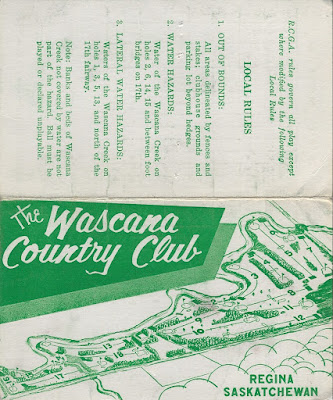 R.C.G.A. rules govern all play except
where modified by the following
Local Rules
LOCAL RULES
1. OUT OF BOUNDS:
All areas delineated by fences and
or stakes, clubhouse grounds and
parking lot beyond hedges.
2. WATER HAZARDS:
Water of the Wascana Creek on
holes 2, 6, 14, 15 and between foot
bridges on 17th.
3. LATERAL WATER HAZARDS:
Waters of the Wascana Creek on
holes 1, 3, 5, 13, and north of the
17th fairway.
Note: Banks and beds of Wascana
Creek not covered by water are not
part of the hazard. Ball must be
played or declared unplayable.
The
Wascana
Country Club
REGINA
SASKATCHEWAN